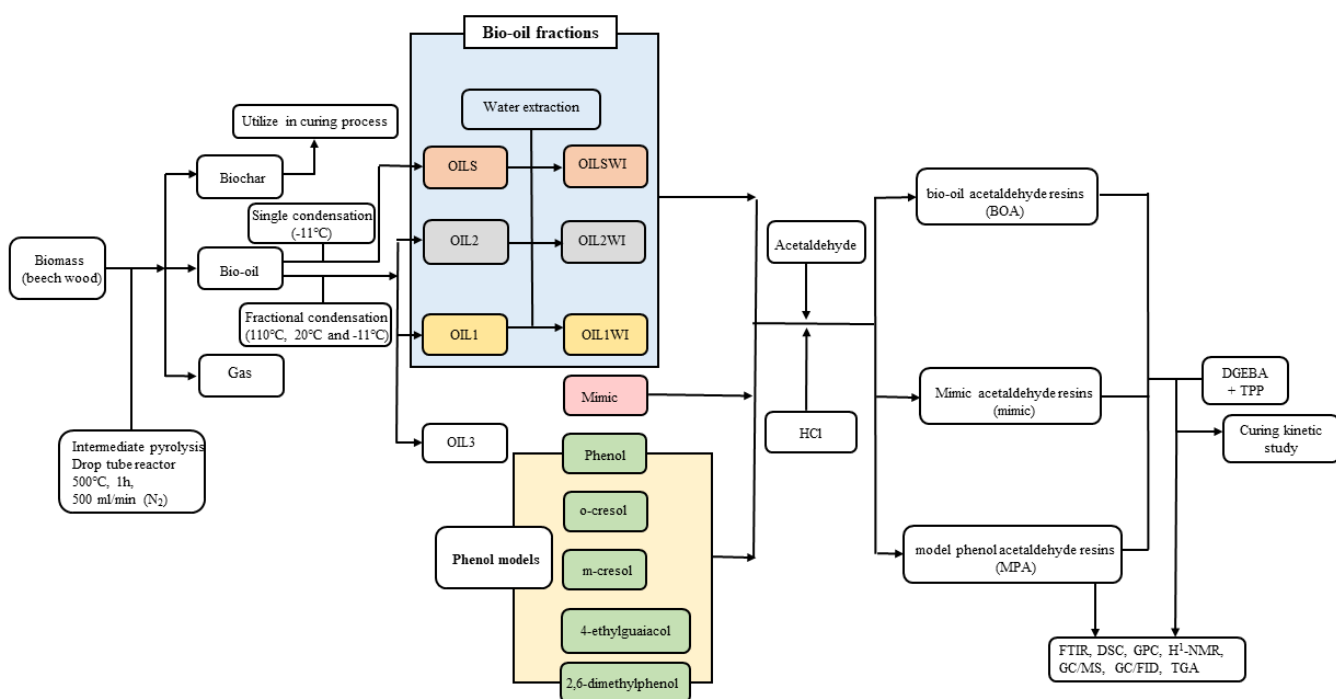 Bio-oil fractions
Water extraction
Utilize in curing process
Biochar
OILS
OILSWI
bio-oil acetaldehyde resins
(BOA)
Single condensation
(-11℃)
Acetaldehyde
OIL2
OIL2WI
Biomass
(beech wood)
Bio-oil
Fractional condensation
(110℃, 20℃ and -11℃)
OIL1
OIL1WI
Gas
Mimic
Mimic acetaldehyde resins
(mimic)
DGEBA
+ TPP
HCl
OIL3
Curing kinetic
study
Intermediate pyrolysis
Drop tube reactor
500℃, 1h,
500 ml/min (N₂)
Phenol
o-cresol
Phenol models
m-cresol
model phenol acetaldehyde resins
(MPA)
4-ethylguaiacol
2,6-dimethylphenol
FTIR, DSC, GPC, H¹-NMR,
GC/MS, GC/FID, TGA